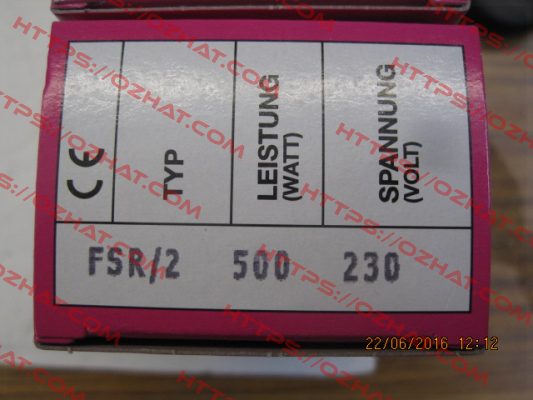 CE
TYP
LEISTUNG
(WATT)
SPANNUNG
(VOLT)
FSR/2 500 230
22/06/2016 12:12
HTTPS://OZHAT.COM